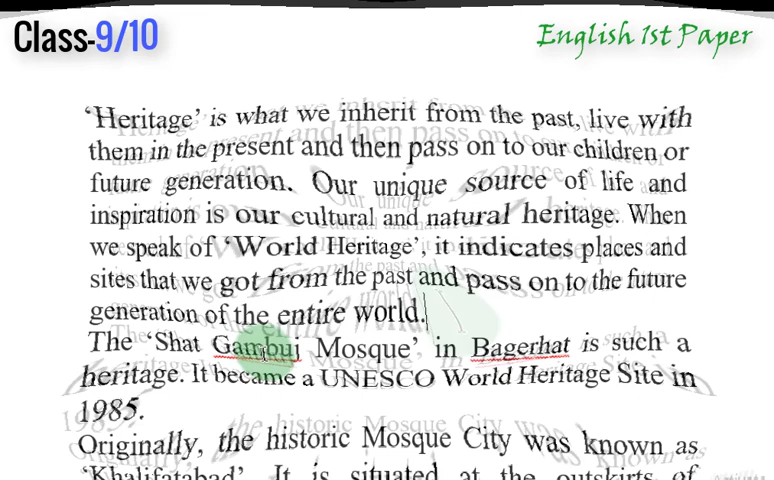 Class-9/10
English 1st Paper
‘Heritage’ is what we inherit from the past, live with
them in the present and then pass on to our children or
future generation. Our unique source of life and
inspiration is our cultural and natural heritage. When
we speak of ‘World Heritage’, it indicates places and
sites that we got from the past and pass on to the future
generation of the entire world.
The ‘Shat Gambui Mosque’ in Bagerhat is such a
heritage. It became a UNESCO World Heritage Site in
1985.
Originally, the historic Mosque City was known as
‘Khalifatabad’. It is situated at the outskirts of